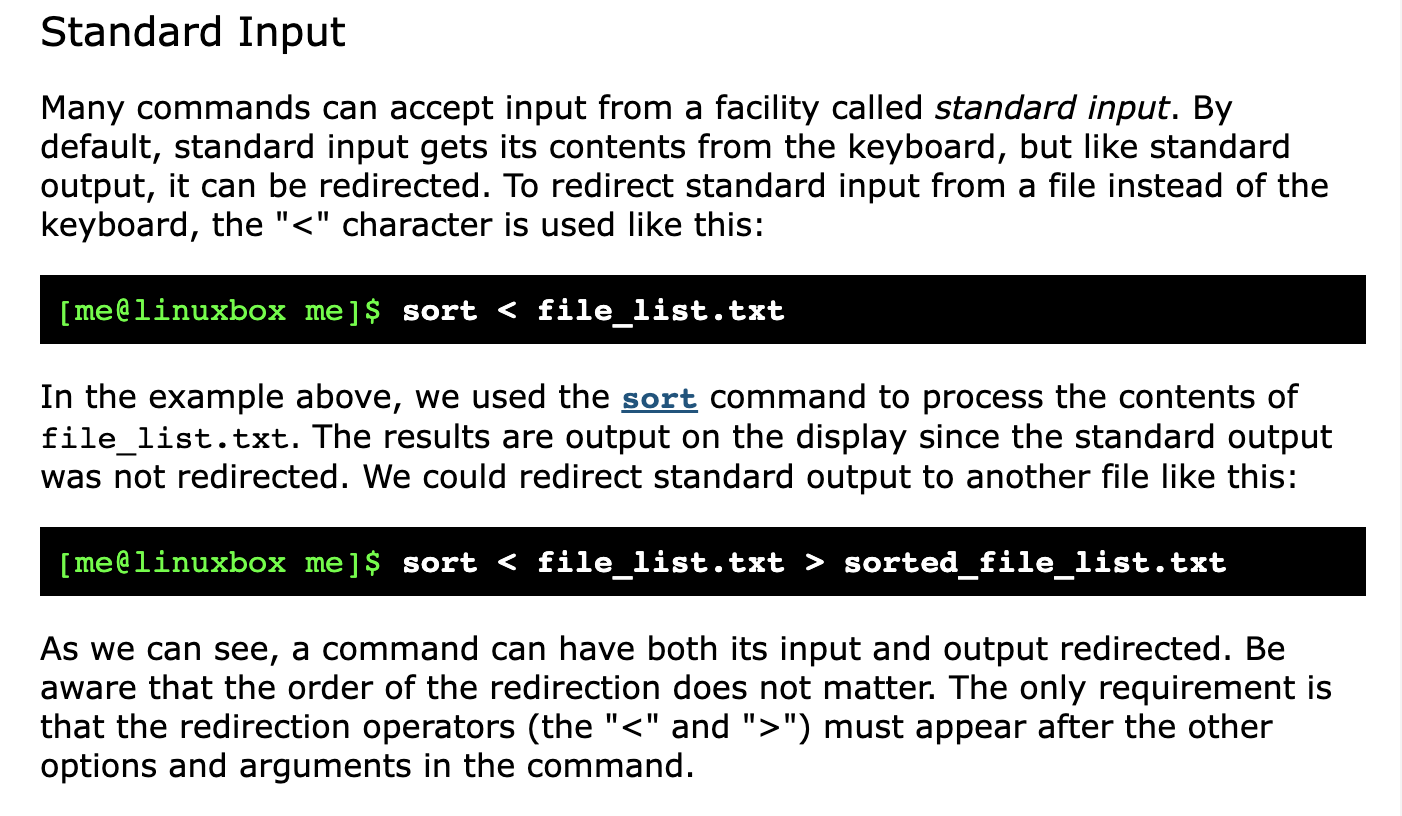 Standard Input
Many commands can accept input from a facility called standard input. By
default, standard input gets its contents from the keyboard, but like standard
output, it can be redirected. To redirect standard input from a file instead of the
keyboard, the "<" character is used like this:
[me@linuxbox me]$ sort < file_list.txt
In the example above, we used the sort command to process the contents of
file_list.txt. The results are output on the display since the standard output
was not redirected. We could redirect standard output to another file like this:
[me@linuxbox me]$ sort < file_list.txt > sorted_file_list.txt
As we can see, a command can have both its input and output redirected. Be
aware that the order of the redirection does not matter. The only requirement is
that the redirection operators (the "<" and ">") must appear after the other
options and arguments in the command.